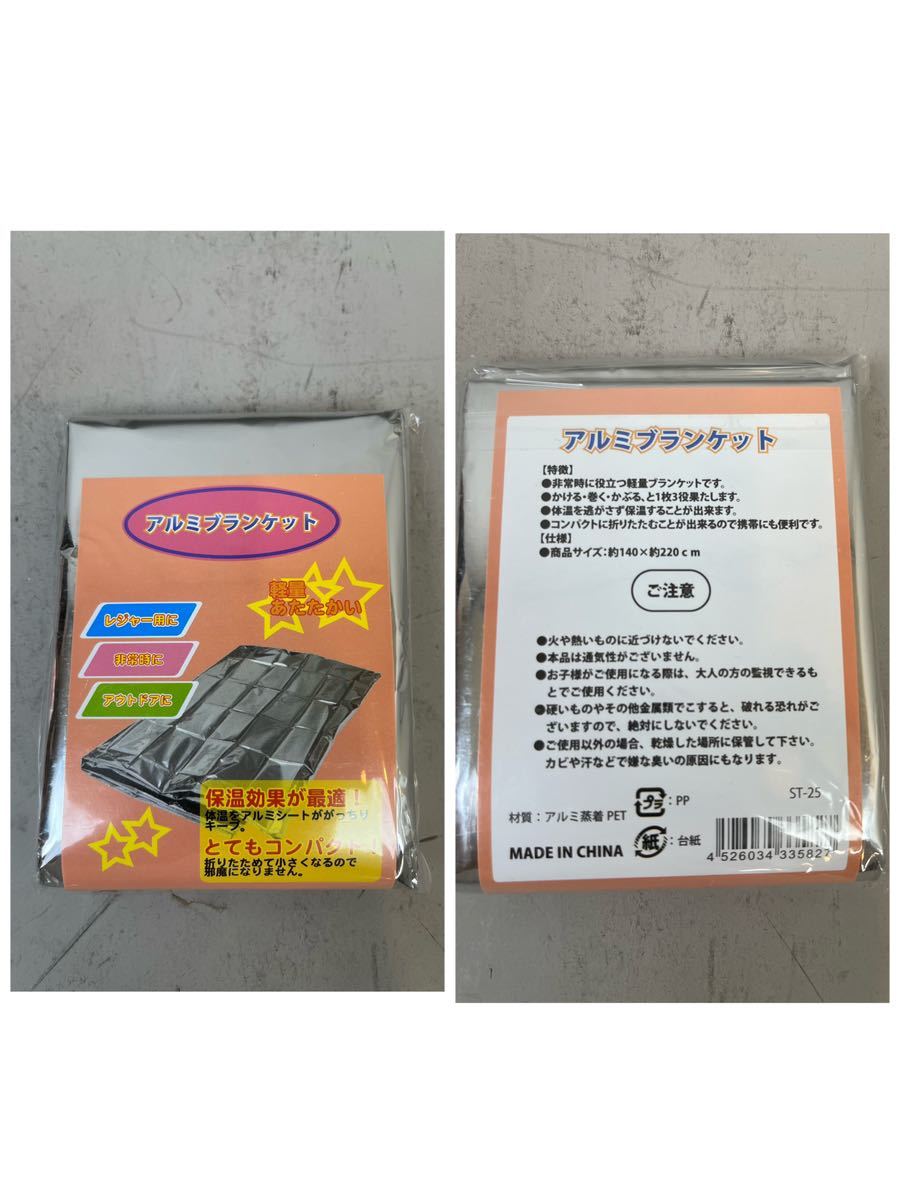 アルミブランケット
軽量
あたたかい
レジャー用に
非常時に
アウトドアに
保温効果が最適！
体温をアルミシートががっちり
キープ。
とてもコンパクト！
折りたためて小さくなるので
邪魔になりません。
アルミブランケット
【特徴】
●非常時に役立つ軽量ブランケットです。
●かける・巻く・かぶる、と1枚3役果たします。
●体温を逃がさず保温することが出来ます。
●コンパクトに折りたたむことが出来るので携帯にも便利です。
【仕様】
●商品サイズ：約140×約220ｃｍ
ご注意
●火や熱いものに近づけないでください。
●本品は通気性がございません。
●お子様がご使用になる際は、大人の方の監視できるも
とでご使用ください。
●硬いものやその他金属類でこすると、破れる恐れがご
ざいますので、絶対にしないでください。
●ご使用以外の場合、乾燥した場所に保管して下さい。
カビや汗などで嫌な臭いの原因にもなります。
ST-25
材質：アルミ蒸着PET
プラ：PP
MADE IN CHINA
紙：台紙
4 526034 335827